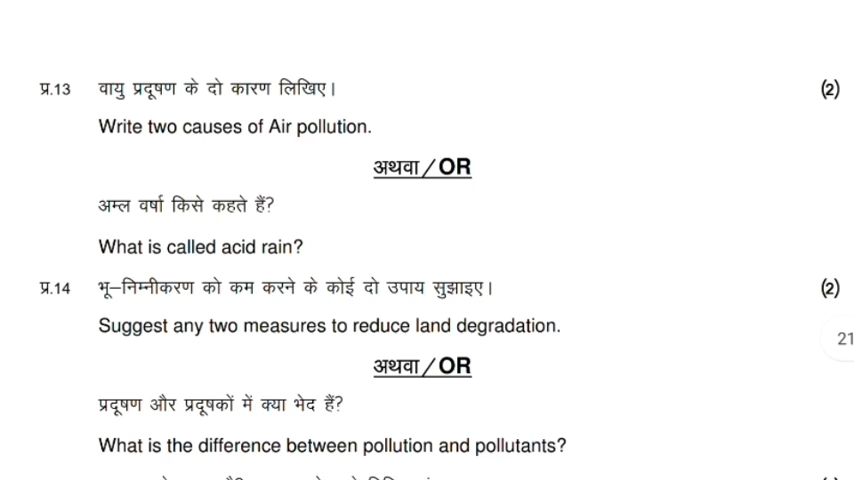 प्र.13 वायु प्रदूषण के दो कारण लिखिए। (2)
Write two causes of Air pollution.
अथवा/OR
अम्ल वर्षा किसे कहते हैं?
What is called acid rain?
प्र.14 भू–निम्नीकरण को कम करने के कोई दो उपाय सुझाइए। (2)
Suggest any two measures to reduce land degradation.
21
अथवा/OR
प्रदूषण और प्रदूषकों में क्या भेद हैं?
What is the difference between pollution and pollutants?